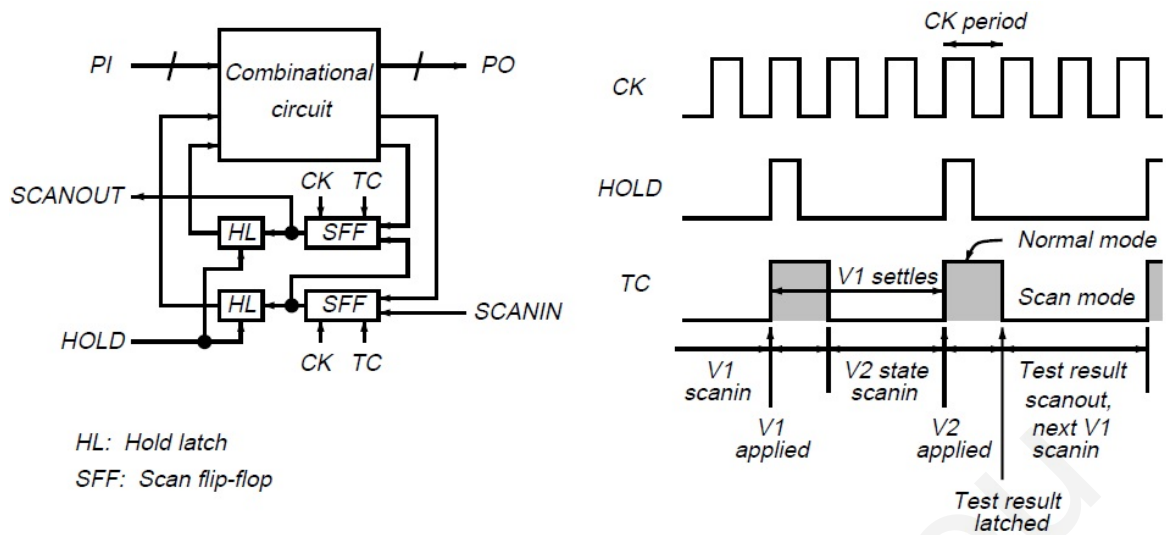 PI
Combinational
circuit
PO
SCANOUT
CK TC
HL
SFF
HL
SFF
SCANIN
HOLD
CK TC
HL: Hold latch
SFF: Scan flip-flop
CK period
CK
HOLD
Normal mode
TC
V1 settles
Scan mode
V1
scanin
V2 state
scanin
Test result
scanout,
next V1
scanin
V1
applied
V2
applied
Test result
latched